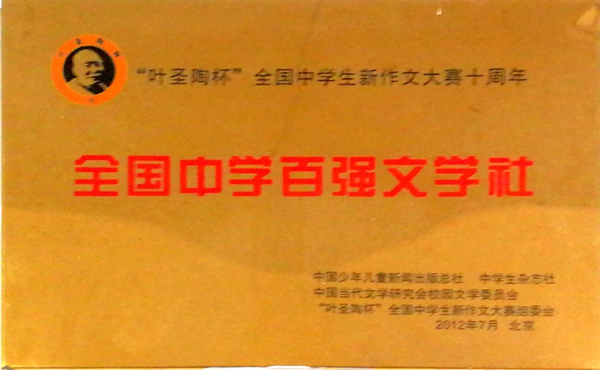 “叶圣陶杯”全国中学生新作文大赛十周年
全国中学百强文学社
中国少年儿童新闻出版总社 中学生杂志社
中国当代文学研究会校园文学委员会
“叶圣陶杯”全国中学生新作文大赛组委会
2012年7月 北京